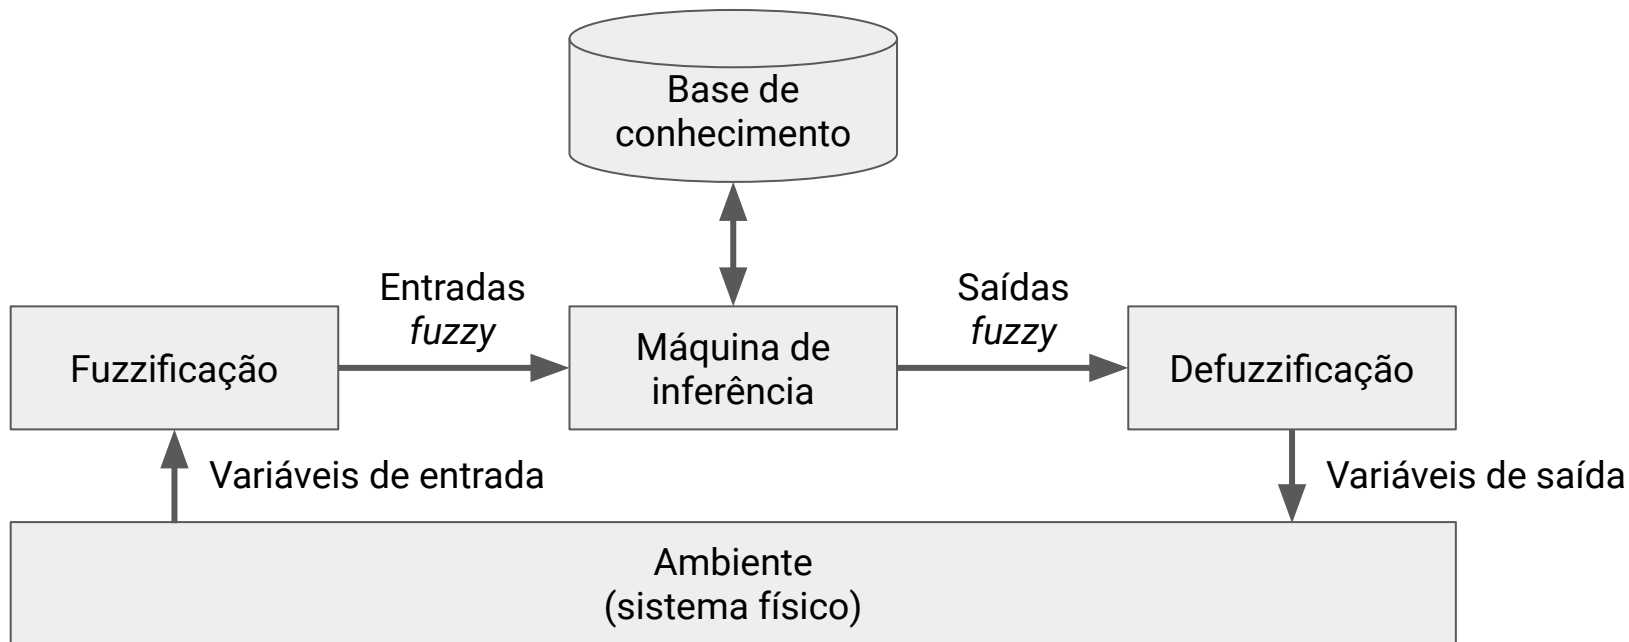 Base de
conhecimento
Entradas
fuzzy
Saídas
fuzzy
Fuzzificação
Máquina de
inferência
Defuzzificação
Variáveis de entrada
Variáveis de saída
Ambiente
(sistema físico)